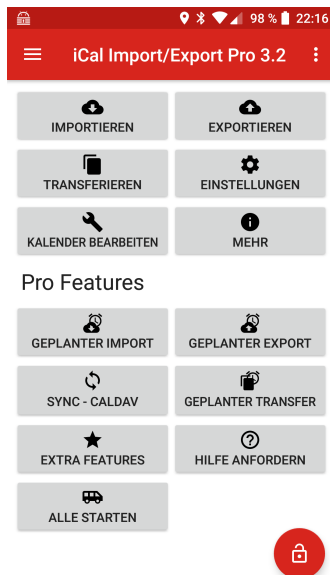 98 % 22:16
iCal Import/Export Pro 3.2
IMPORTIEREN EXPORTIEREN
TRANSFERIEREN EINSTELLUNGEN
KALENDER BEARBEITEN MEHR
Pro Features
GEPLANTER IMPORT GEPLANTER EXPORT
SYNC - CALDAV GEPLANTER TRANSFER
EXTRA FEATURES HILFE ANFORDERN
ALLE STARTEN